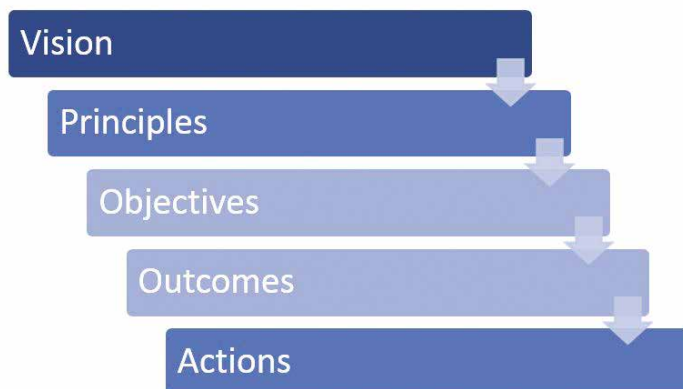 Vision
Principles
Objectives
Outcomes
Actions